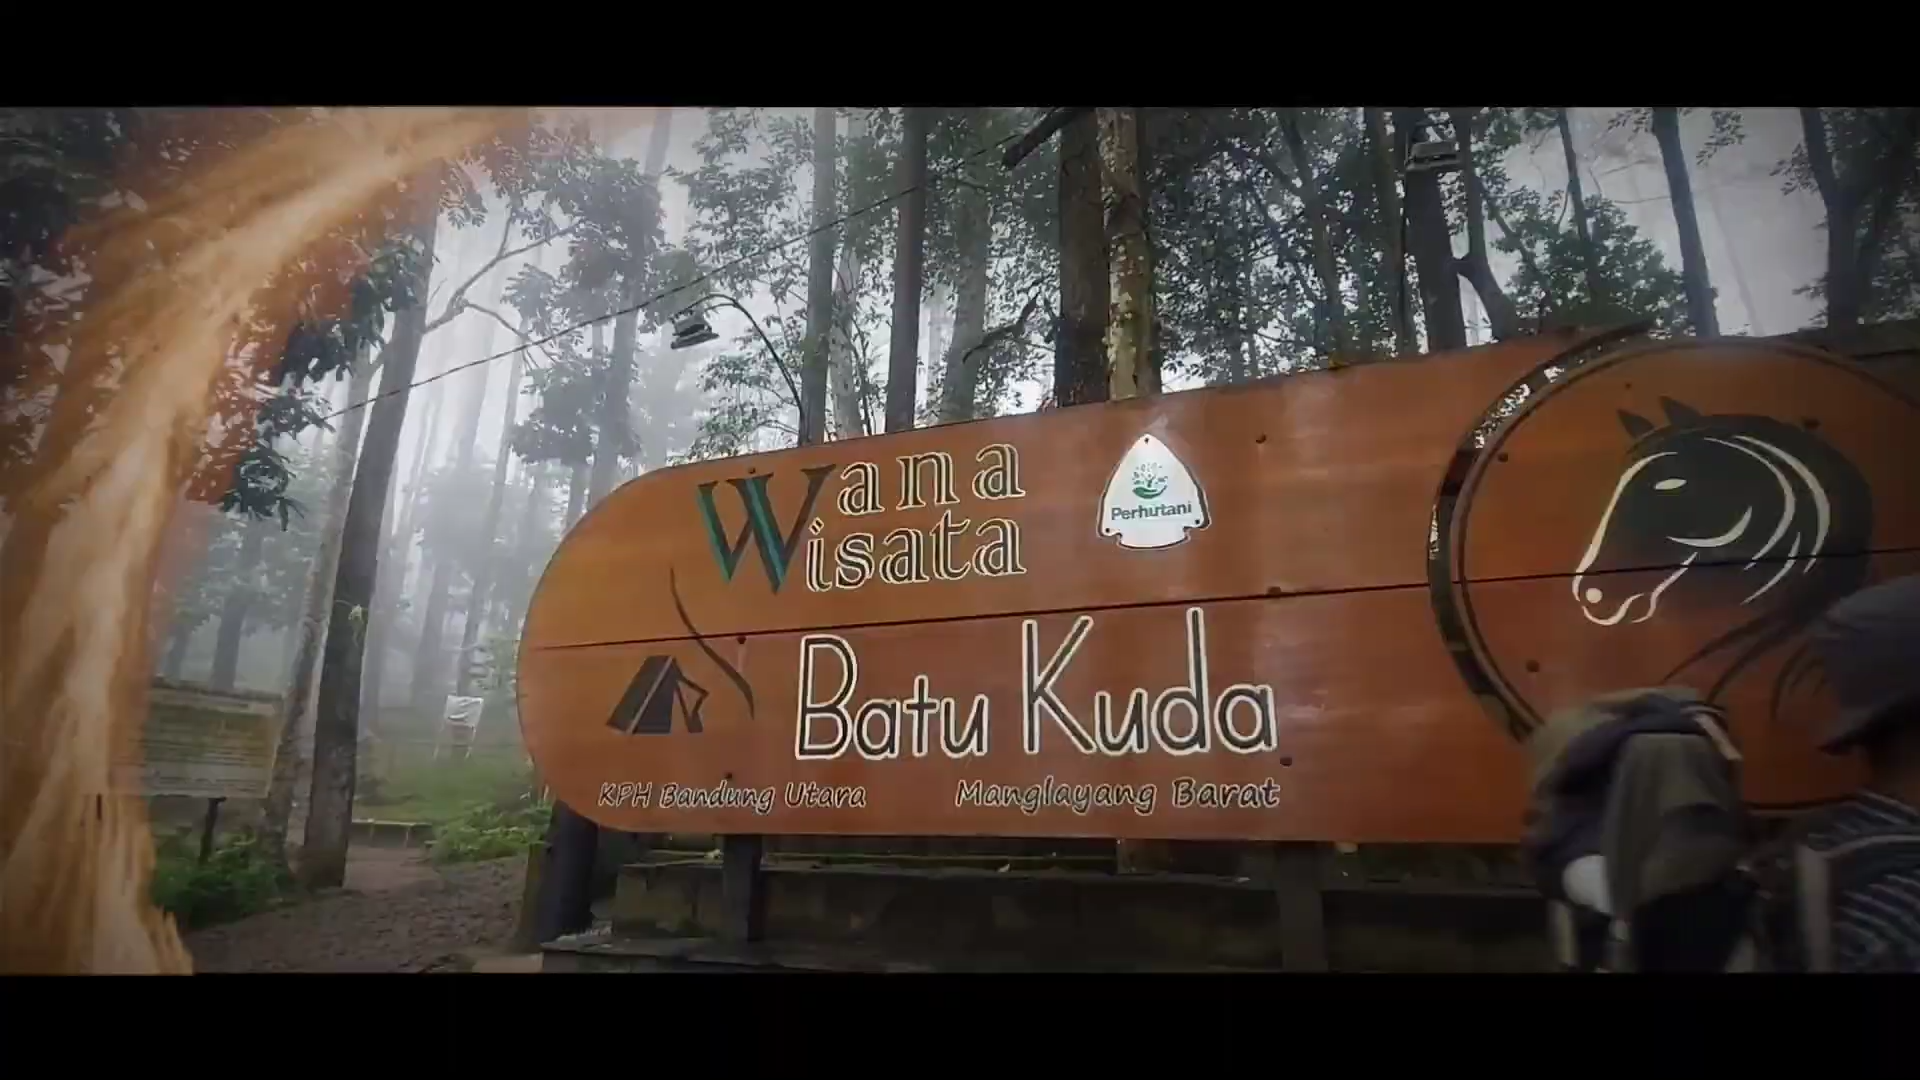 Wana
Wisata
Perhutani
Batu Kuda
KPH Bandung Utara
Manglayang Barat